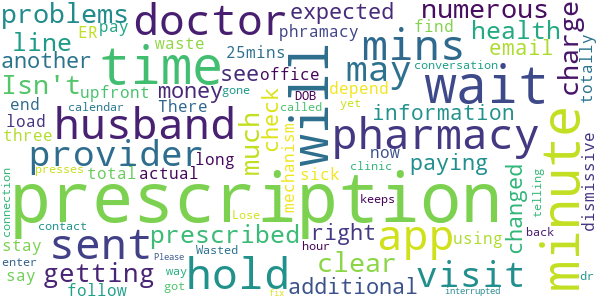 problems
ER
pay
doctor
expected
numerous
line
time
phramacy
mins
find
health
charge
another
waste
25mins
will
email
totally
Isn't
upfront
see
office
may
connection
calendar
There
money
gone
DOB
conversation
wait
end
husband
much
check
called
depend
yet
information
minute
load
three
long
mechanism
pharmacy
dismissive
provider
actual
now
paying
total
sick
clinic
changed
telling
presses
prescription
keeps
contact
Lose
hour
back
stay
sent
prescribed
right
app
using
enter
Please
Wasted
clear
say
getting
way
hold
additional
visit
dr
follow
got
fix
interrupted